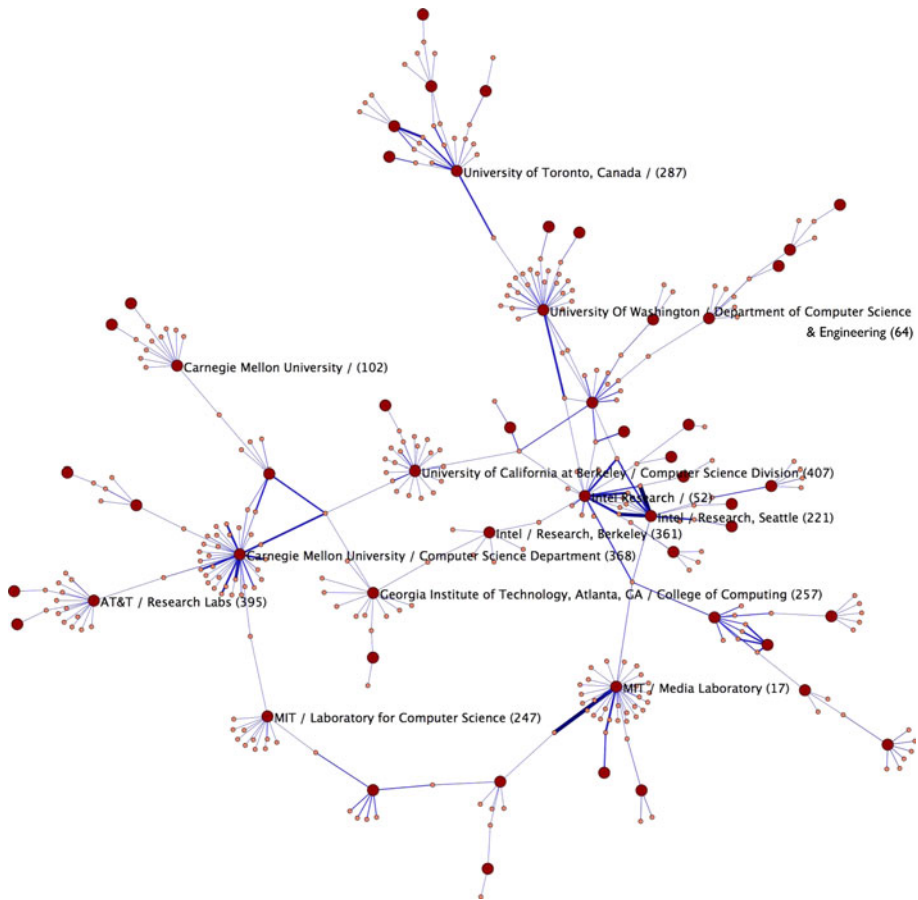 University of Toronto, Canada / (287)
University Of Washington / Department of Computer Science
& Engineering (64)
Carnegie Mellon University / (102)
University of California at Berkeley / Computer Science Division (407)
Intel Research / (52)
Intel / Research, Seattle (221)
Intel / Research, Berkeley (361)
Carnegie Mellon University / Computer Science Department (368)
Georgia Institute of Technology, Atlanta, GA / College of Computing (257)
AT&T / Research Labs (395)
MIT / Media Laboratory (17)
MIT / Laboratory for Computer Science (247)